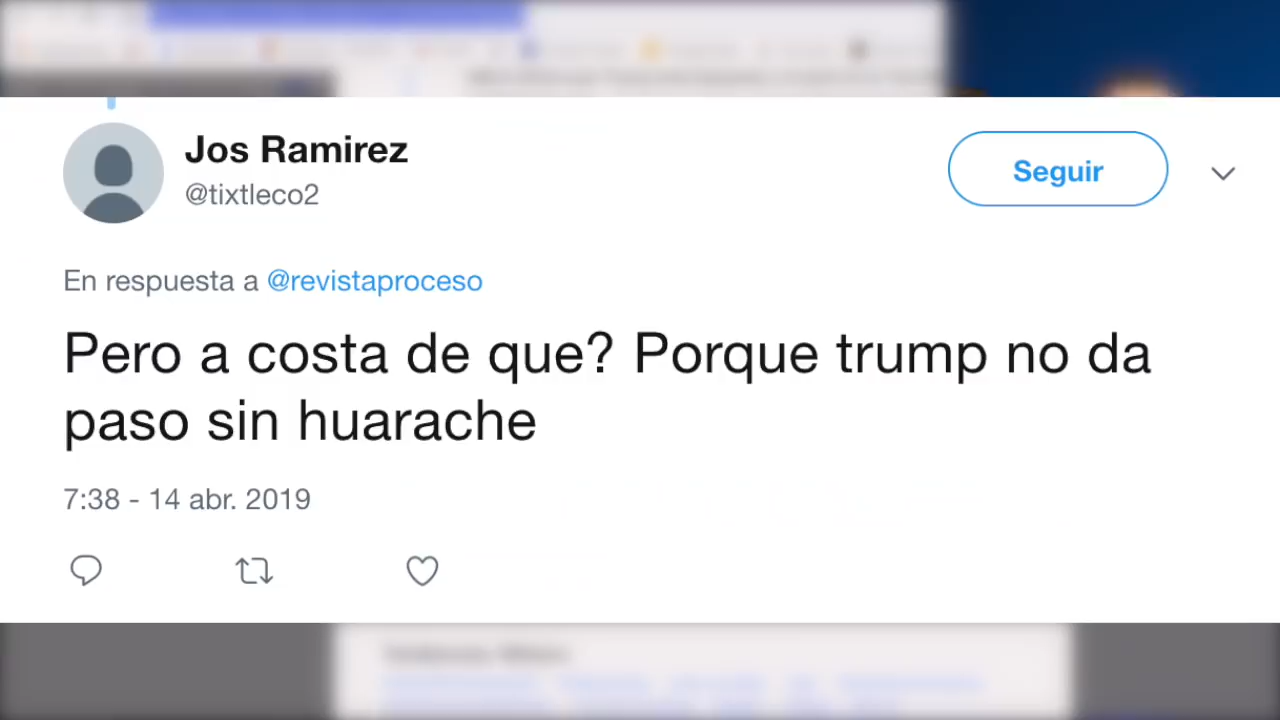 Jos Ramirez
@tixtleco2
Seguir
En respuesta a @revistaproceso
Pero a costa de que? Porque trump no da
paso sin huarache
7:38 - 14 abr. 2019